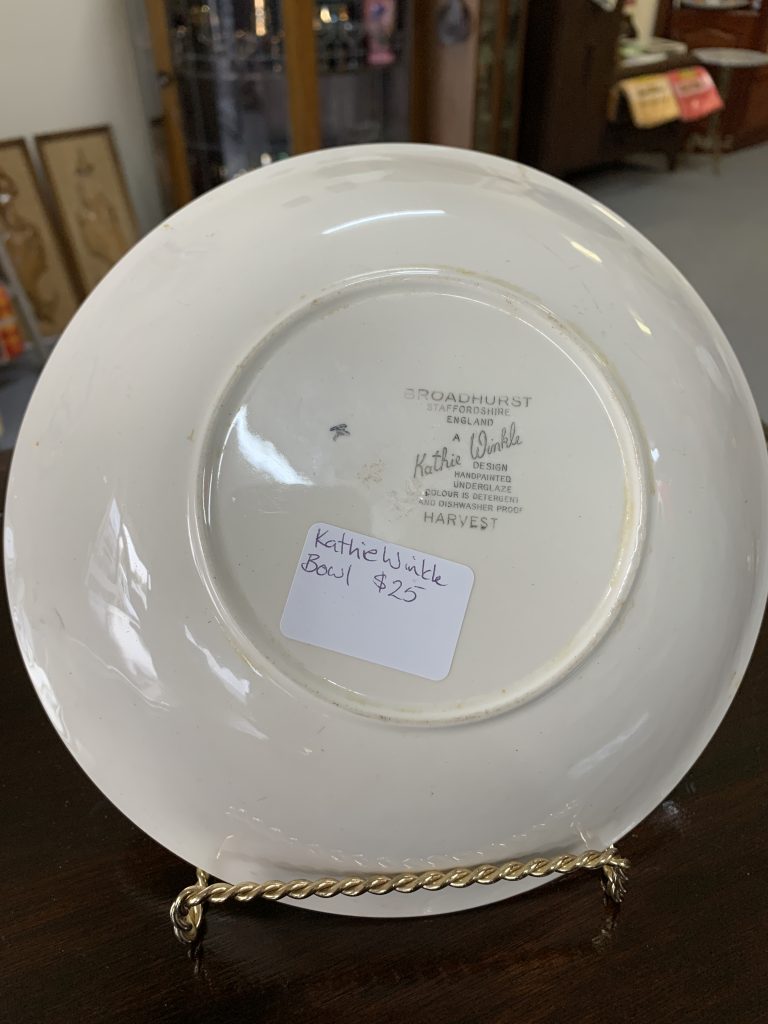 BROADHURST
STAFFORDSHIRE
ENGLAND
A
Kathie Winkle
DESIGN
HANDPAINTED
UNDERGLAZE
COLOUR IS DETERGENT
AND DISHWASHER PROOF
HARVEST
Kathie Winkle
Bowl $25